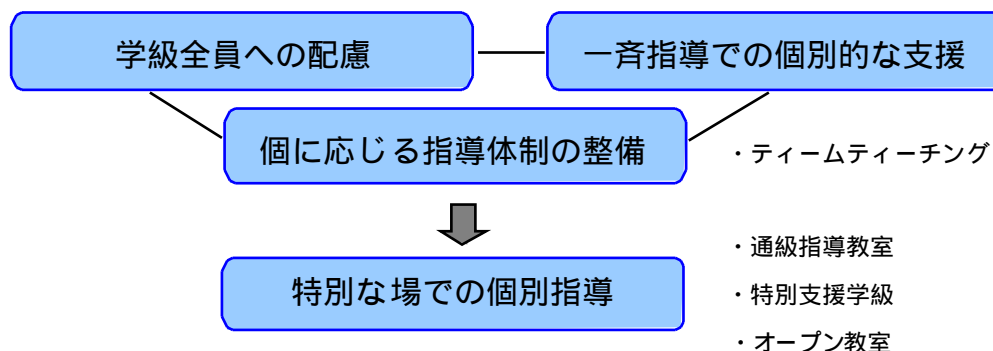 学級全員への配慮
一斉指導での個別的な支援
個に応じる指導体制の整備
・ティームティーチング
・通級指導教室
特別な場での個別指導
・特別支援学級
・オープン教室